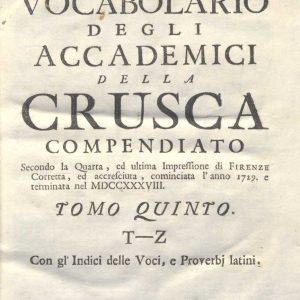 VOCABOLARIO
DEGLI
ACCADEMICI
DELLA
CRUSCA
COMPENDIATO
Secondo la Quarta, ed ultima Impressione di FIRENZE
Corretta, ed accresciuta, cominciata l'anno 1729. e
terminata nel MDCCXXXVIII.
TOMO QUINTO.
T—Z
Con gl' Indici delle Voci, e Proverbj latini.